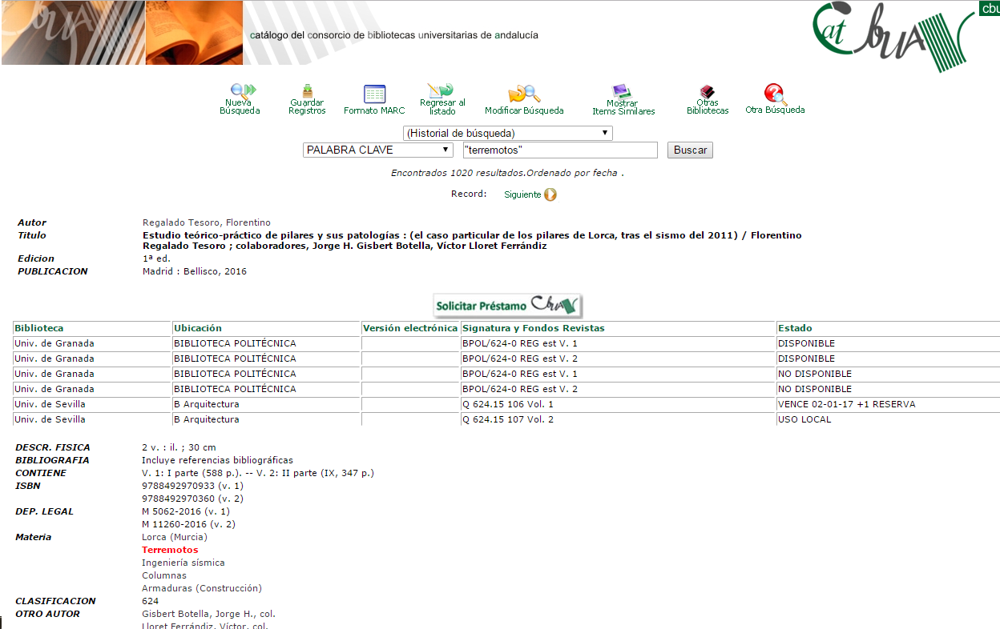 cbu
catálogo del consorcio de bibliotecas universitarias de andalucía
Cat
bUA
Nueva Búsqueda
Guardar Registros
Formato MARC
Regresar al listado
Modificar Búsqueda
Mostrar Items Similares
Otras Bibliotecas
Otra Búsqueda
(Historial de búsqueda)
PALABRA CLAVE "terremotos" Buscar
Encontrados 1020 resultados.Ordenado por fecha .
Record: Siguiente
Autor Regalado Tesoro, Florentino
Titulo Estudio teórico-práctico de pilares y sus patologías : (el caso particular de los pilares de Lorca, tras el sismo del 2011) / Florentino
Regalado Tesoro ; colaboradores, Jorge H. Gisbert Botella, Víctor Lloret Ferrándiz
Edicion 1ª ed.
PUBLICACION Madrid : Bellisco, 2016
Solicitar Préstamo CbUA
Biblioteca Ubicación Versión electrónica Signatura y Fondos Revistas Estado
Univ. de Granada BIBLIOTECA POLITÉCNICA BPOL/624-0 REG est V. 1 DISPONIBLE
Univ. de Granada BIBLIOTECA POLITÉCNICA BPOL/624-0 REG est V. 2 DISPONIBLE
Univ. de Granada BIBLIOTECA POLITÉCNICA BPOL/624-0 REG est V. 1 NO DISPONIBLE
Univ. de Granada BIBLIOTECA POLITÉCNICA BPOL/624-0 REG est V. 2 NO DISPONIBLE
Univ. de Sevilla B Arquitectura Q 624.15 106 Vol. 1 VENCE 02-01-17 +1 RESERVA
Univ. de Sevilla B Arquitectura Q 624.15 107 Vol. 2 USO LOCAL
DESCR. FISICA 2 v. : il. ; 30 cm
BIBLIOGRAFIA Incluye referencias bibliográficas
CONTIENE V. 1: I parte (588 p.). -- V. 2: II parte (IX, 347 p.)
ISBN 9788492970933 (v. 1)
9788492970360 (v. 2)
DEP. LEGAL M 5062-2016 (v. 1)
M 11260-2016 (v. 2)
Materia Lorca (Murcia)
Terremotos
Ingeniería sísmica
Columnas
Armaduras (Construcción)
CLASIFICACION 624
OTRO AUTOR Gisbert Botella, Jorge H., col.
Lloret Ferrándiz, Víctor, col.